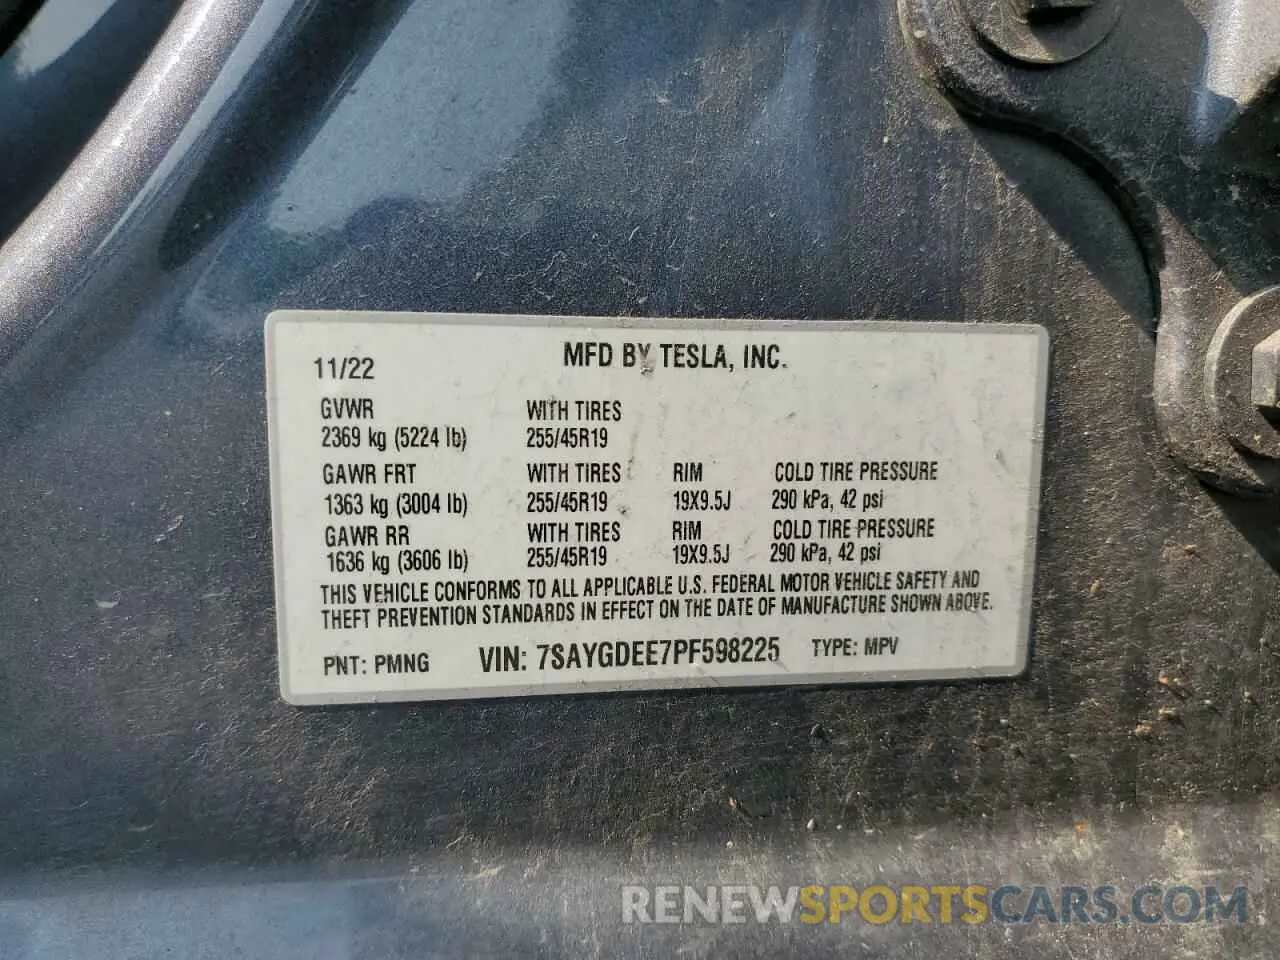 11/22 MFD BY TESLA, INC.
GVWR WITH TIRES
2369 kg (5224 lb) 255/45R19
GAWR FRT WITH TIRES RIM COLD TIRE PRESSURE
1363 kg (3004 lb) 255/45R19 19X9.5J 290 kPa, 42 psi
GAWR RR WITH TIRES RIM COLD TIRE PRESSURE
1636 kg (3606 lb) 255/45R19 19X9.5J 290 kPa, 42 psi
THIS VEHICLE CONFORMS TO ALL APPLICABLE U.S. FEDERAL MOTOR VEHICLE SAFETY AND
THEFT PREVENTION STANDARDS IN EFFECT ON THE DATE OF MANUFACTURE SHOWN ABOVE.
PNT: PMNG VIN: 7SAYGDEE7PF598225 TYPE: MPV
RENEWSPORTSCARS.COM